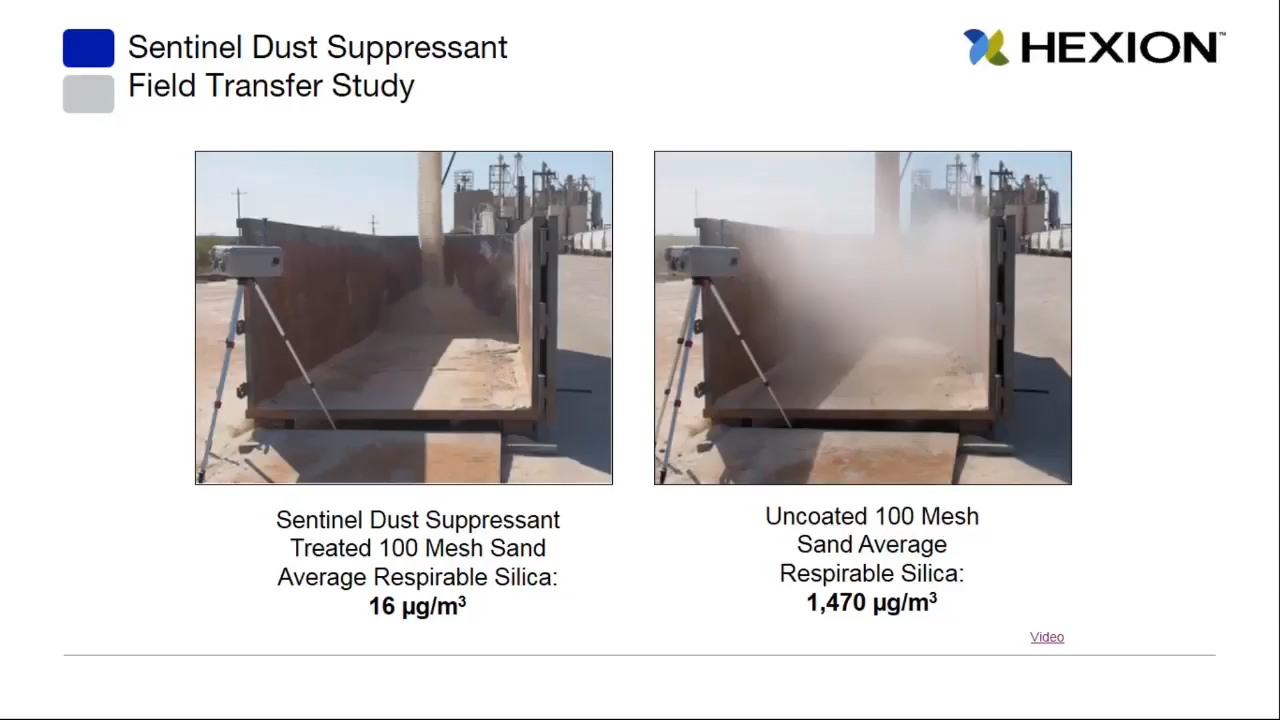 Sentinel Dust Suppressant
Field Transfer Study
HEXION™
Sentinel Dust Suppressant
Treated 100 Mesh Sand
Average Respirable Silica:
16 µg/m³
Uncoated 100 Mesh
Sand Average
Respirable Silica:
1,470 µg/m³
Video